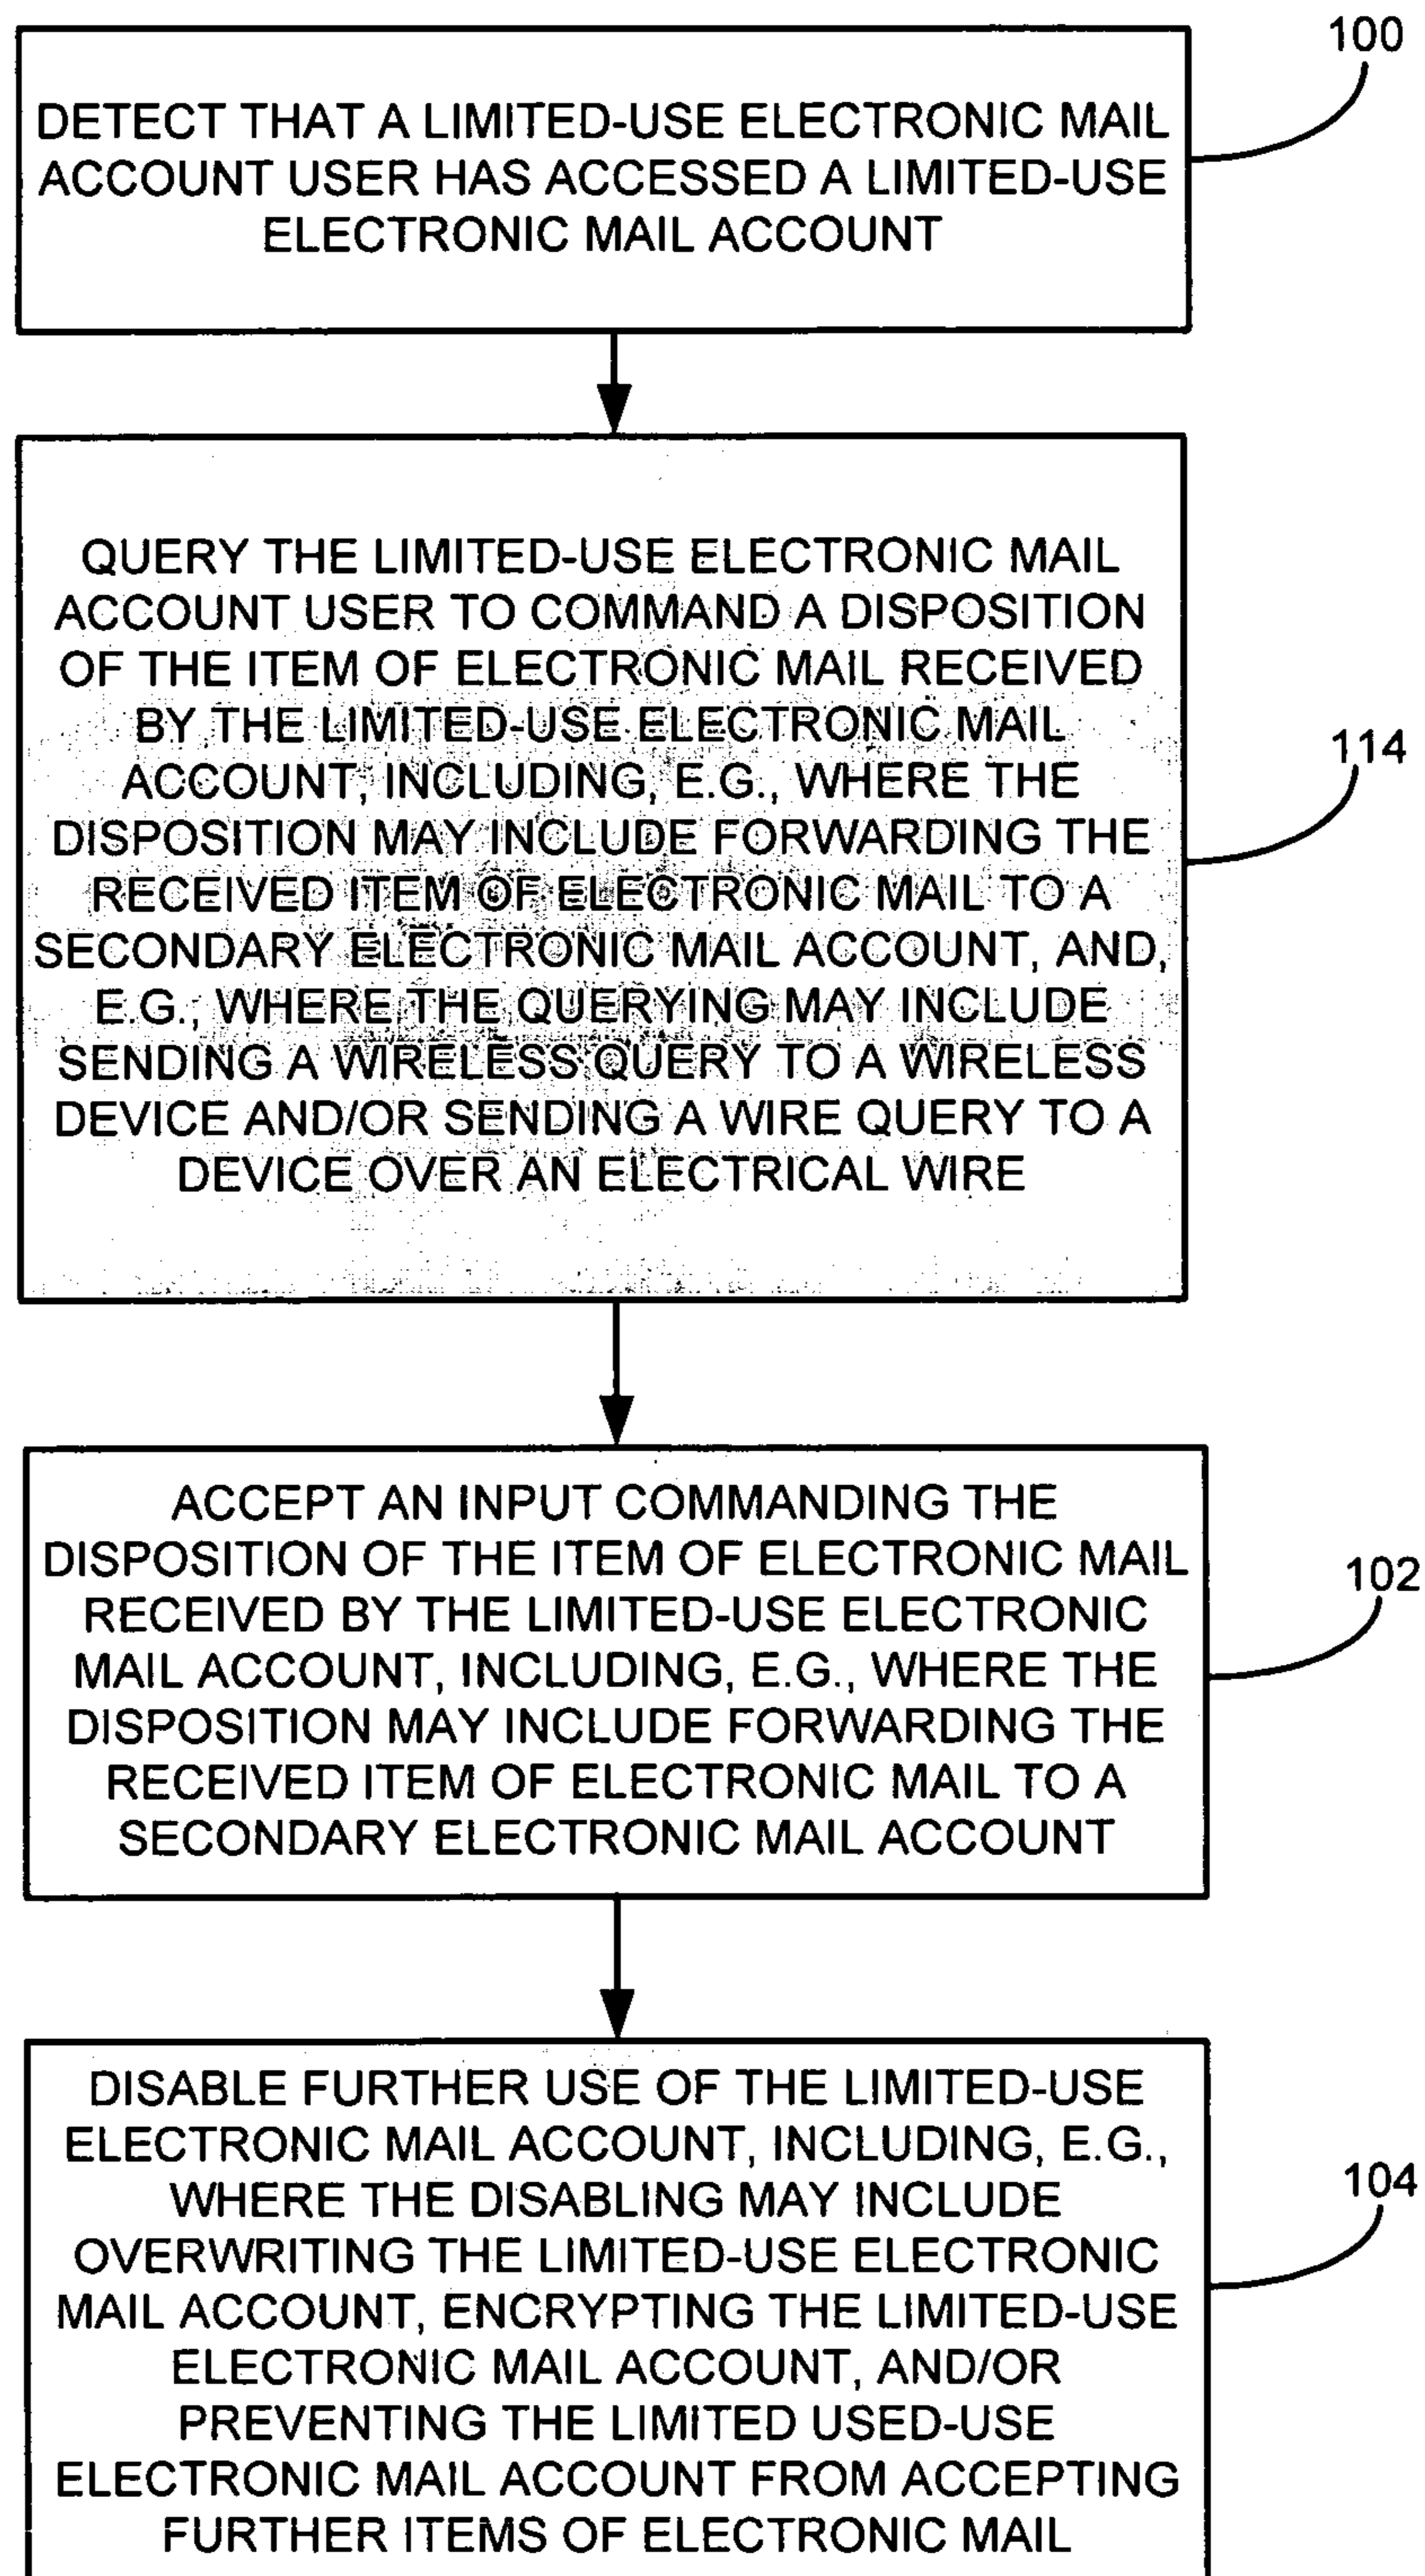 100
DETECT THAT A LIMITED-USE ELECTRONIC MAIL
ACCOUNT USER HAS ACCESSED A LIMITED-USE
ELECTRONIC MAIL ACCOUNT
QUERY THE LIMITED-USE ELECTRONIC MAIL
ACCOUNT USER TO COMMAND A DISPOSITION
OF THE ITEM OF ELECTRONIC MAIL RECEIVED
BY THE LIMITED-USE ELECTRONIC MAIL
ACCOUNT, INCLUDING, E.G., WHERE THE
DISPOSITION MAY INCLUDE FORWARDING THE
RECEIVED ITEM OF ELECTRONIC MAIL TO A
SECONDARY ELECTRONIC MAIL ACCOUNT, AND,
E.G., WHERE THE QUERYING MAY INCLUDE
SENDING A WIRELESS QUERY TO A WIRELESS
DEVICE AND/OR SENDING A WIRE QUERY TO A
DEVICE OVER AN ELECTRICAL WIRE
114
ACCEPT AN INPUT COMMANDING THE
DISPOSITION OF THE ITEM OF ELECTRONIC MAIL
RECEIVED BY THE LIMITED-USE ELECTRONIC
MAIL ACCOUNT, INCLUDING, E.G., WHERE THE
DISPOSITION MAY INCLUDE FORWARDING THE
RECEIVED ITEM OF ELECTRONIC MAIL TO A
SECONDARY ELECTRONIC MAIL ACCOUNT
102
DISABLE FURTHER USE OF THE LIMITED-USE
ELECTRONIC MAIL ACCOUNT, INCLUDING, E.G.,
WHERE THE DISABLING MAY INCLUDE
OVERWRITING THE LIMITED-USE ELECTRONIC
MAIL ACCOUNT, ENCRYPTING THE LIMITED-USE
ELECTRONIC MAIL ACCOUNT, AND/OR
PREVENTING THE LIMITED USED-USE
ELECTRONIC MAIL ACCOUNT FROM ACCEPTING
FURTHER ITEMS OF ELECTRONIC MAIL
104